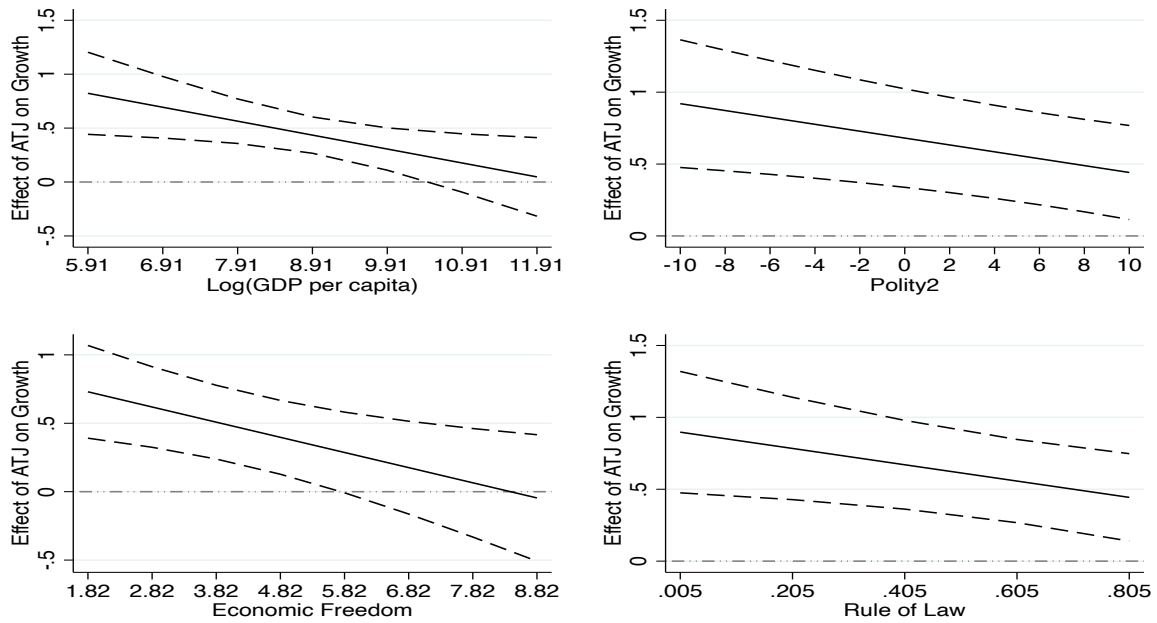 Effect of ATJ on Growth
1.5
1
.5
0
-.5
5.91 6.91 7.91 8.91 9.91 10.91 11.91
Log(GDP per capita)
Effect of ATJ on Growth
1.5
1
.5
0
-10 -8 -6 -4 -2 0 2 4 6 8 10
Polity2
Effect of ATJ on Growth
1
.5
0
-.5
1.82 2.82 3.82 4.82 5.82 6.82 7.82 8.82
Economic Freedom
Effect of ATJ on Growth
1.5
1
.5
0
.005 .205 .405 .605 .805
Rule of Law